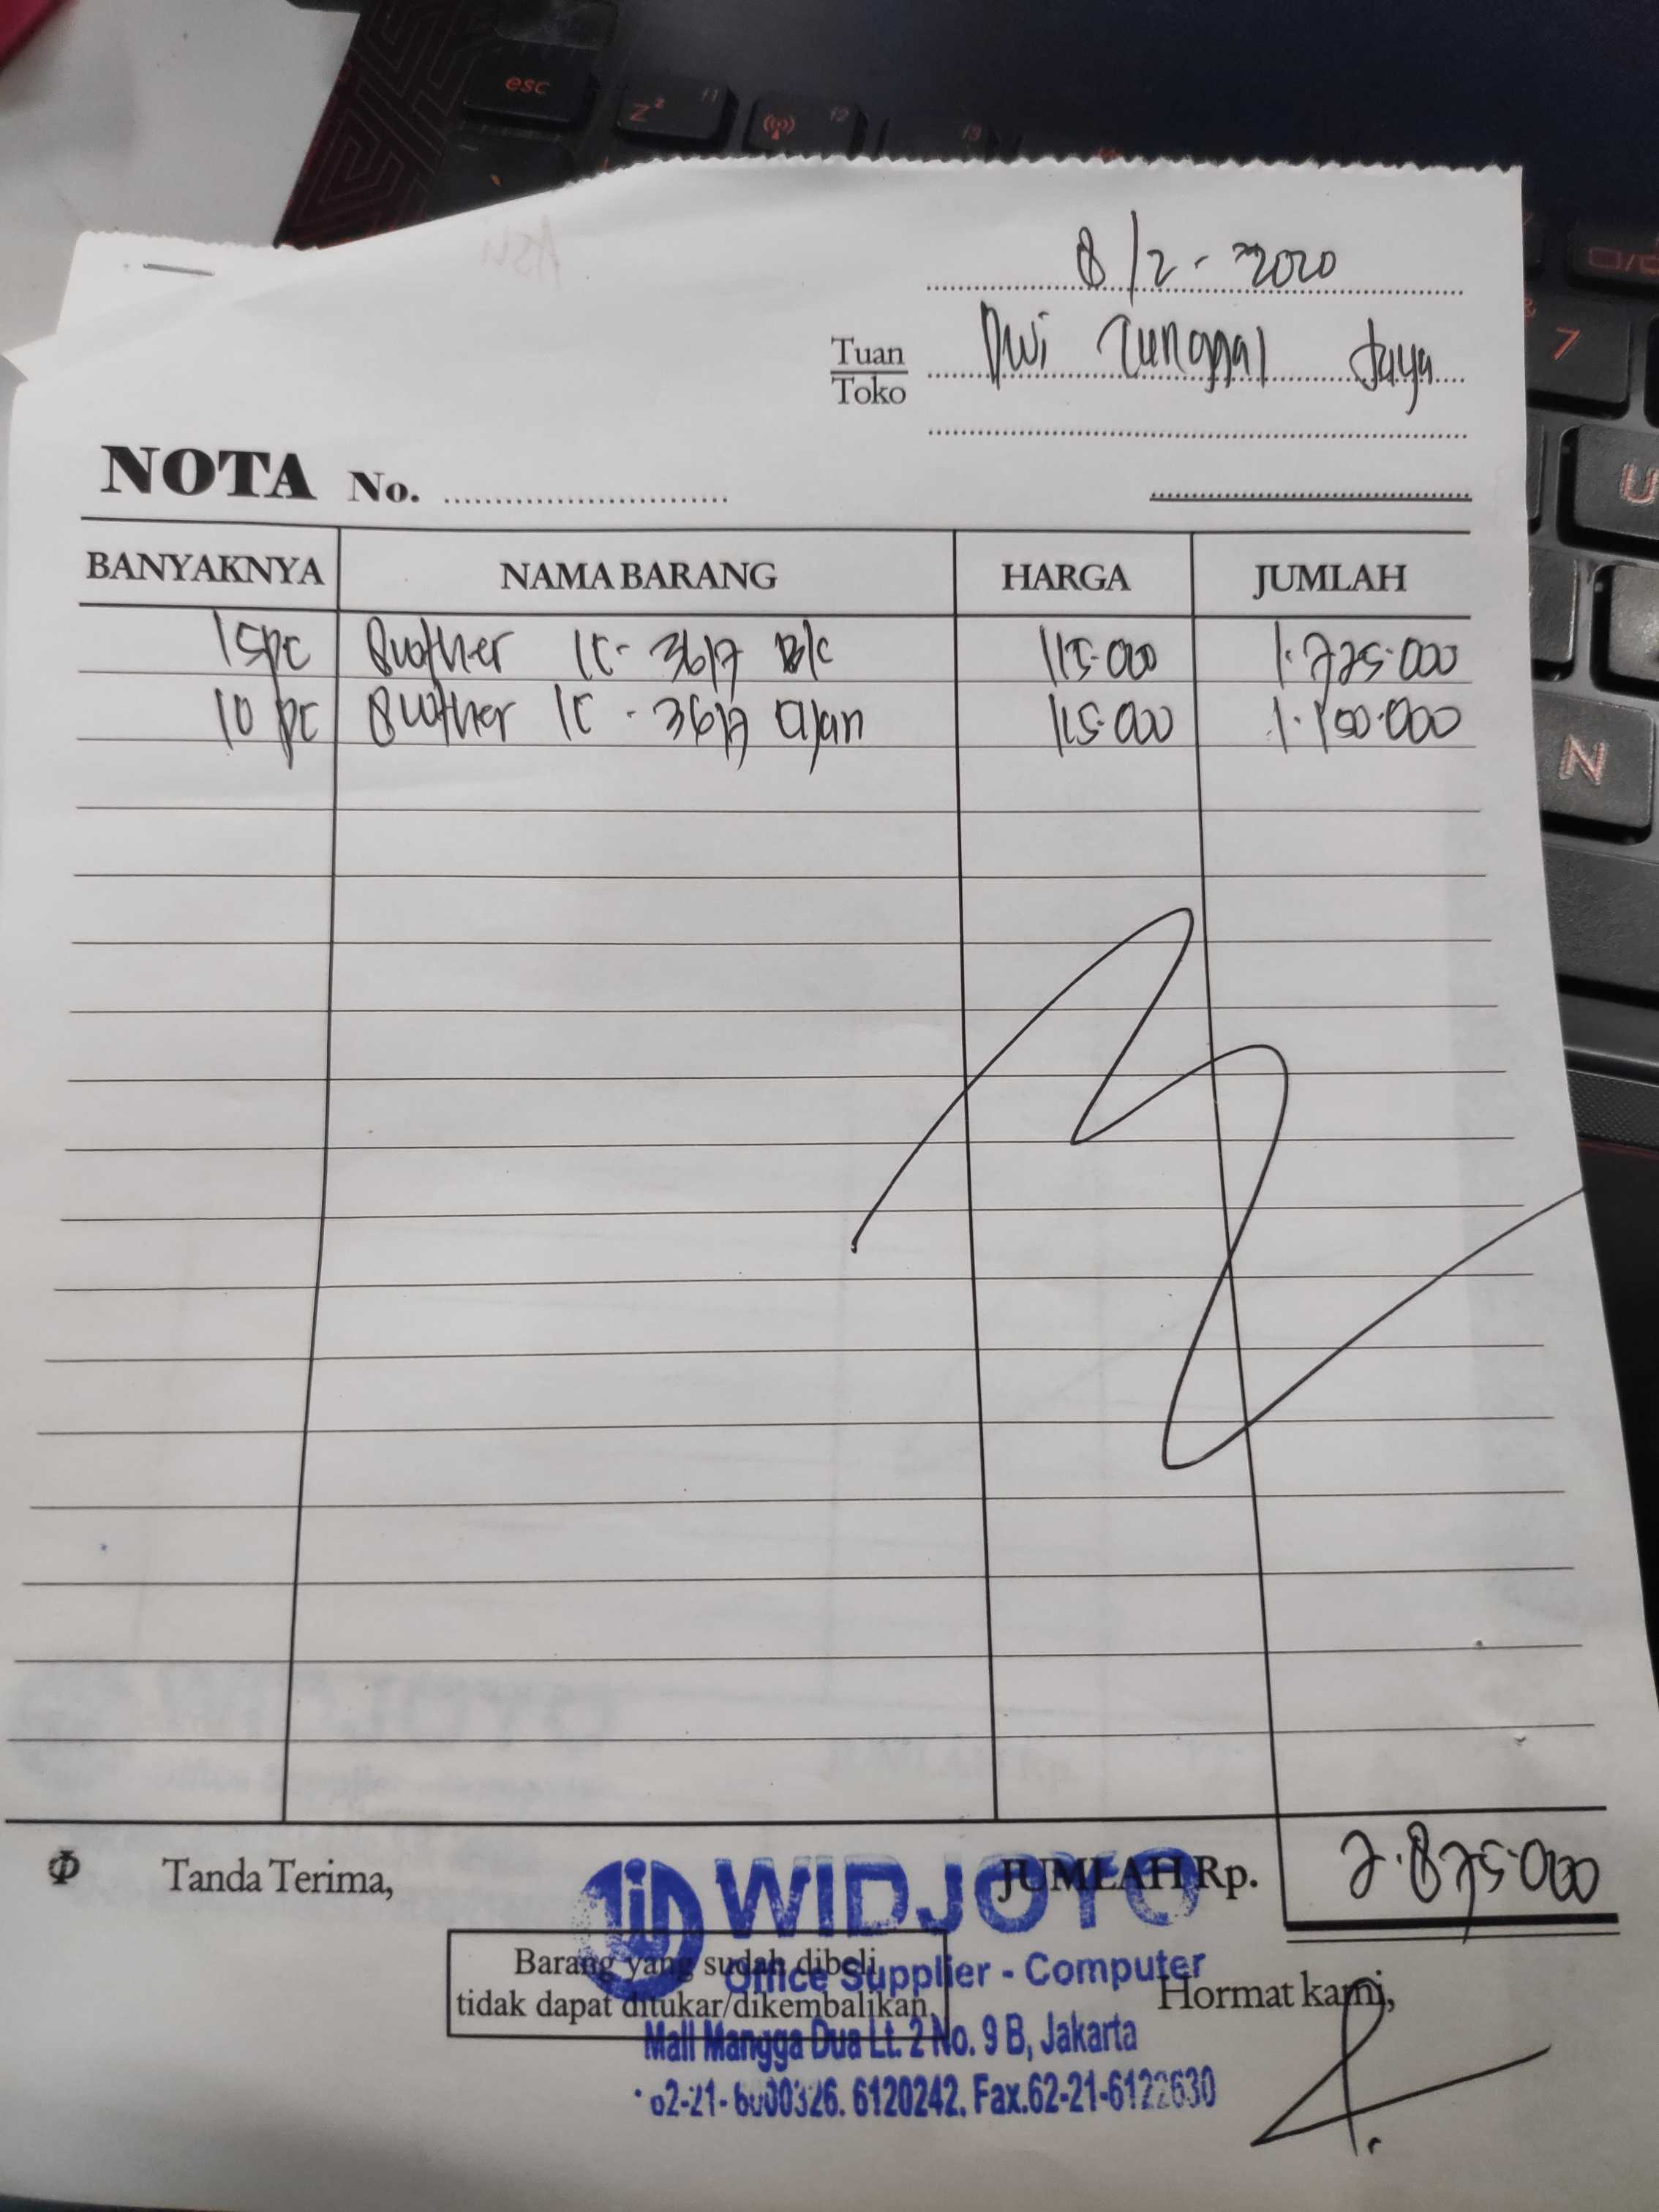 esc
8/2-2020
Tuan
Toko
Dwi Tunggal Jaya
NOTA No.
BANYAKNYA NAMA BARANG HARGA JUMLAH
15pc Brother LC-3617 Blc 115.000 1.725.000
10 pc Brother LC-3617 Cyan 115.000 1.150.000
Tanda Terima,
JUMLAH Rp. 2.875.000
WIDJOYO
Barang yang sudah dibeli
tidak dapat ditukar/dikembalikan
Office Supplier - Computer
Hormat kami,
Mall Mangga Dua Lt. 2 No. 9 B, Jakarta
6120242. Fax.62-21-6122630
7
U
N